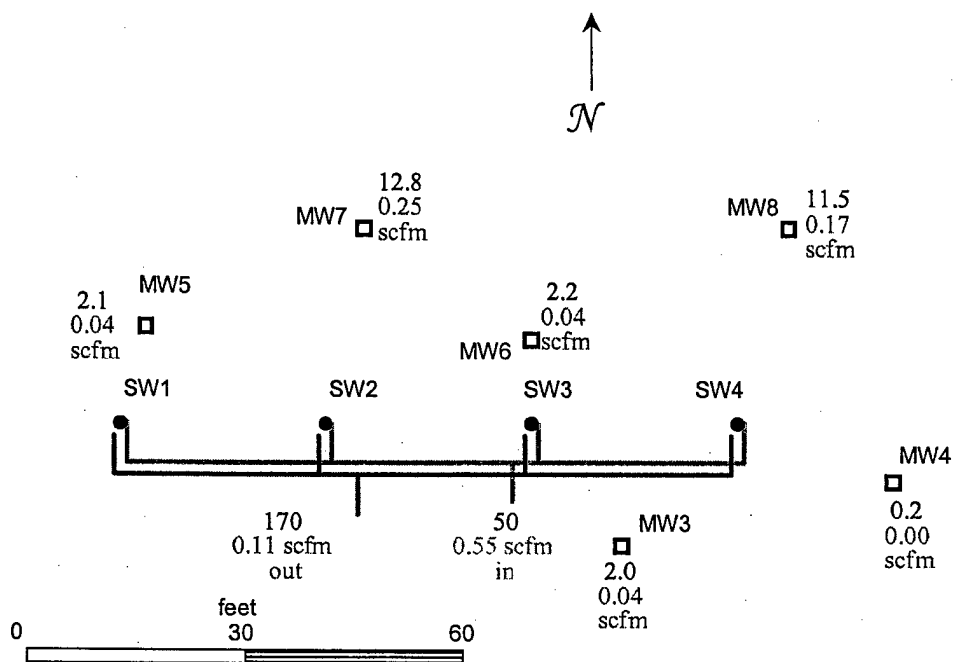 N
12.8
0.25
scfm
MW7
11.5
0.17
scfm
MW8
MW5
2.1
0.04
scfm
2.2
0.04
scfm
MW6
SW1
SW2
SW3
SW4
MW4
0.2
0.00
scfm
170
0.11 scfm
out
50
0.55 scfm
in
MW3
2.0
0.04
scfm
feet
0 30 60